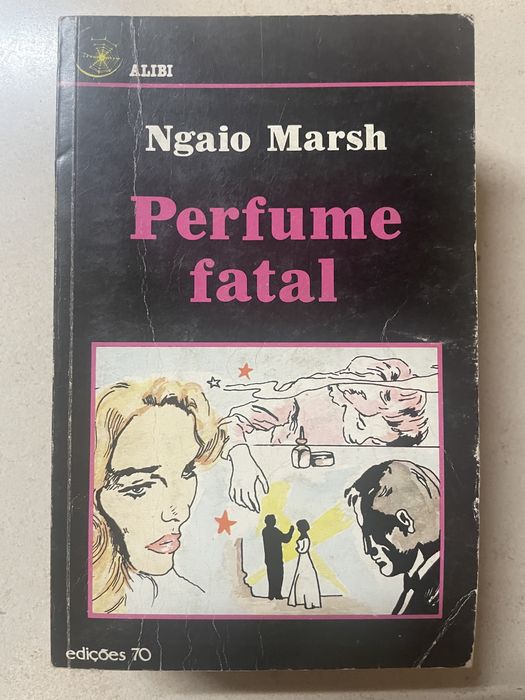 ALIBI
Ngaio Marsh
Perfume
fatal
edições 70